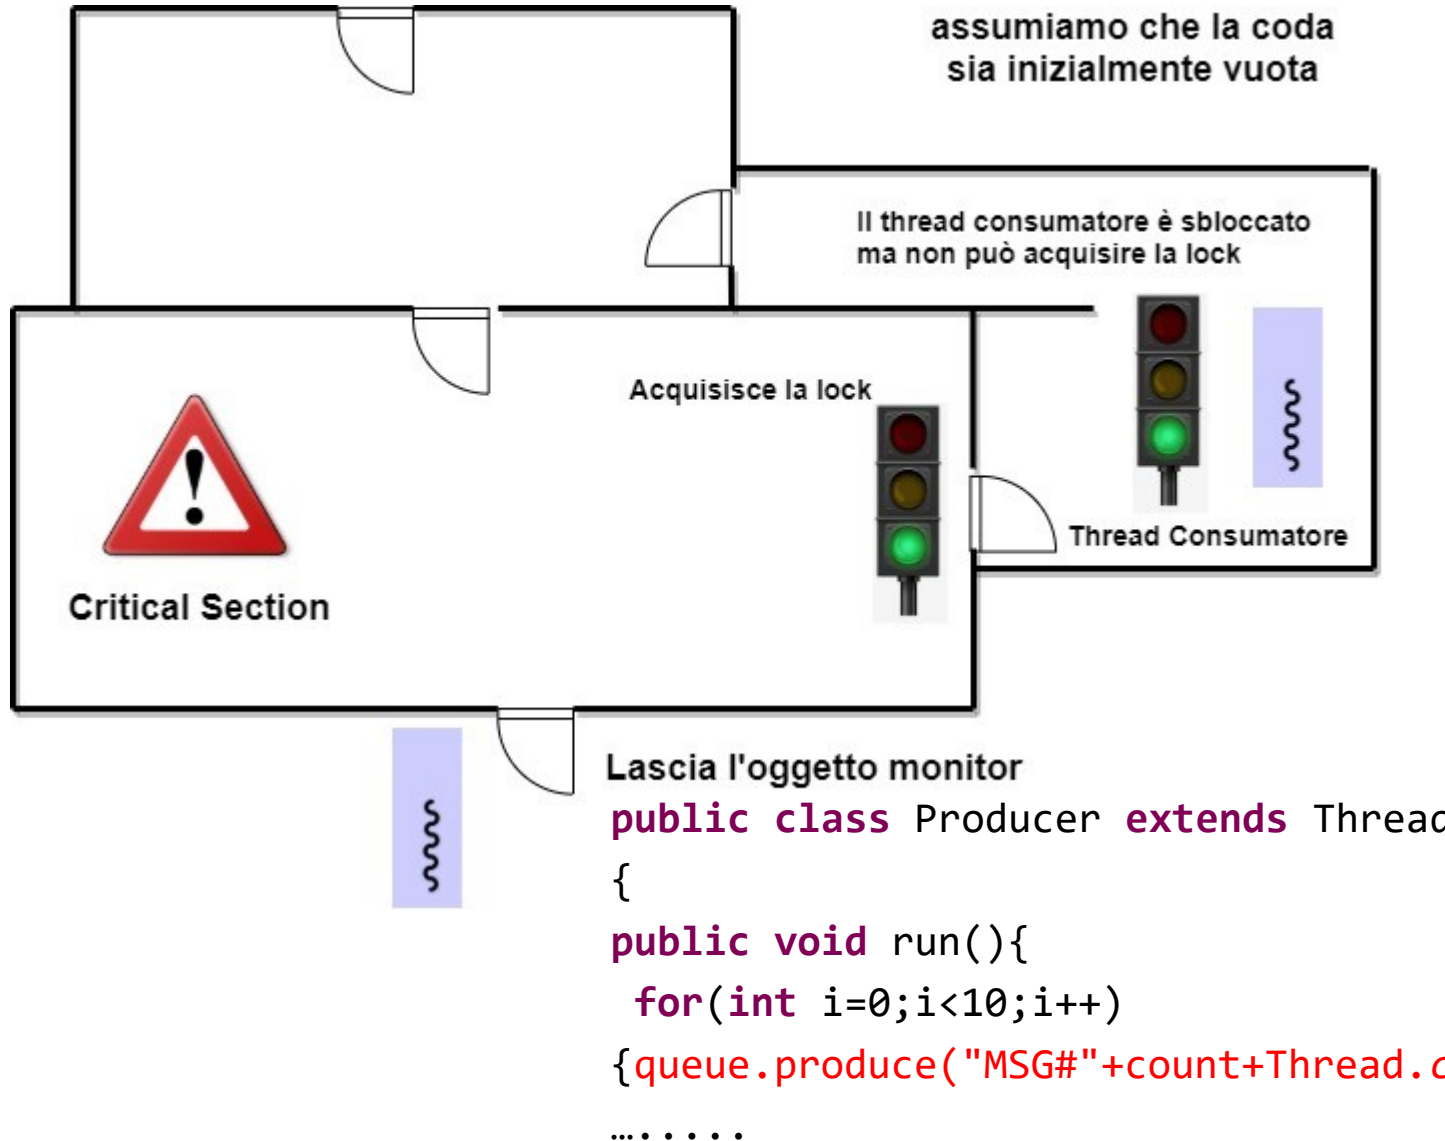 assumiamo che la coda
sia inizialmente vuota
Il thread consumatore è sbloccato
ma non può acquisire la lock
Acquisisce la lock
Thread Consumatore
Critical Section
Lascia l'oggetto monitor
public class Producer extends Thread
{
public void run(){
for(int i=0;i<10;i++)
{queue.produce("MSG#"+count+Thread.c
….....